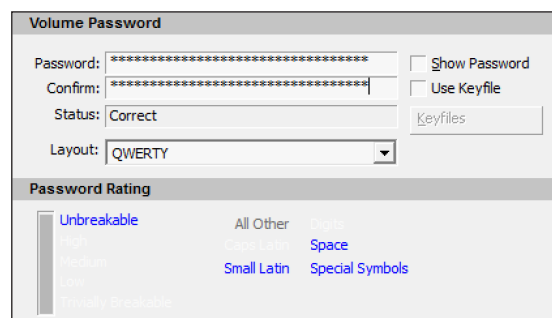 Volume Password
Password: **********************************
Show Password
Confirm: **********************************
Use Keyfile
Status: Correct
Keyfiles
Layout: QWERTY
Password Rating
Unbreakable
High
Medium
Low
Trivially Breakable
All Other
Digits
Caps Latin
Space
Small Latin
Special Symbols